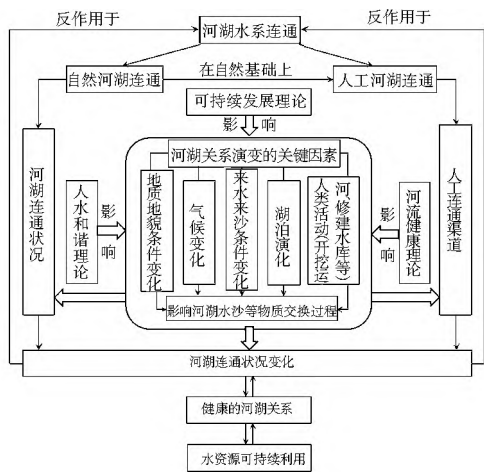 反作用于
反作用于
河湖水系连通
自然河湖连通
在自然基础上
人工河湖连通
可持续发展理论
影 响
河湖关系演变的关键因素
河湖连通状况
人水和谐理论
影响
地质地貌条件变化
气候变化
来水来沙条件变化
湖泊演化
人类活动(开挖运
河修建水库等)
影响
河流健康理论
人工连通渠道
影响河湖水沙等物质交换过程
河湖连通状况变化
健康的河湖关系
水资源可持续利用